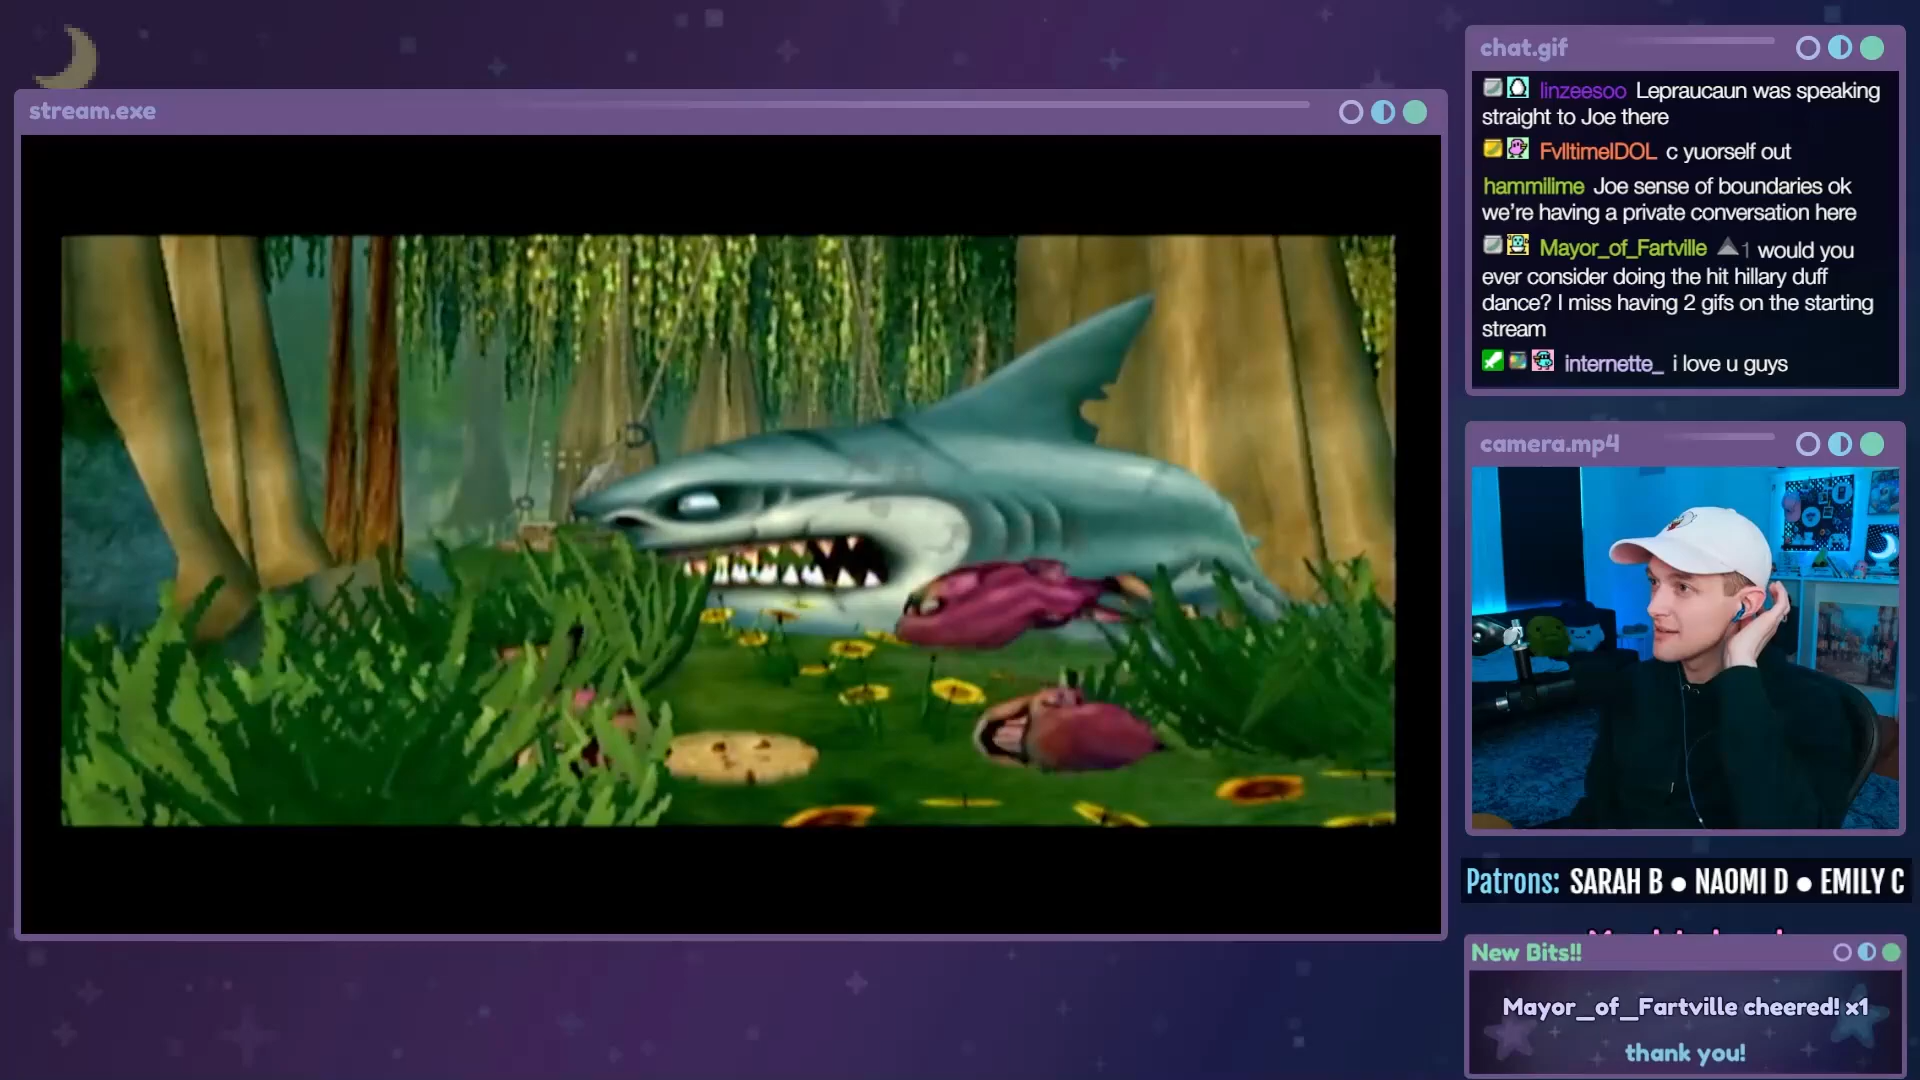 stream.exe
chat.gif
linzeesoo Lepraucaun was speaking
straight to Joe there
FvlltimeIDOL c yuorself out
hammilime Joe sense of boundaries ok
we're having a private conversation here
Mayor_of_Fartville 1 would you
ever consider doing the hit hillary duff
dance? I miss having 2 gifs on the starting
stream
internette_ i love u guys
camera.mp4
Patrons: SARAH B ● NAOMI D ● EMILY C
New Bits!!
Mayor_of_Fartville cheered! x1
thank you!